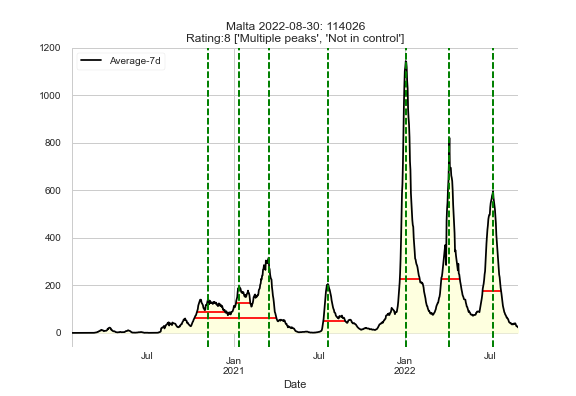 Malta 2022-08-30: 114026
Rating:8 ['Multiple peaks', 'Not in control']
Average-7d
1200
1000
800
600
400
200
0
Jul
Jan
2021
Jul
Jan
2022
Jul
Date